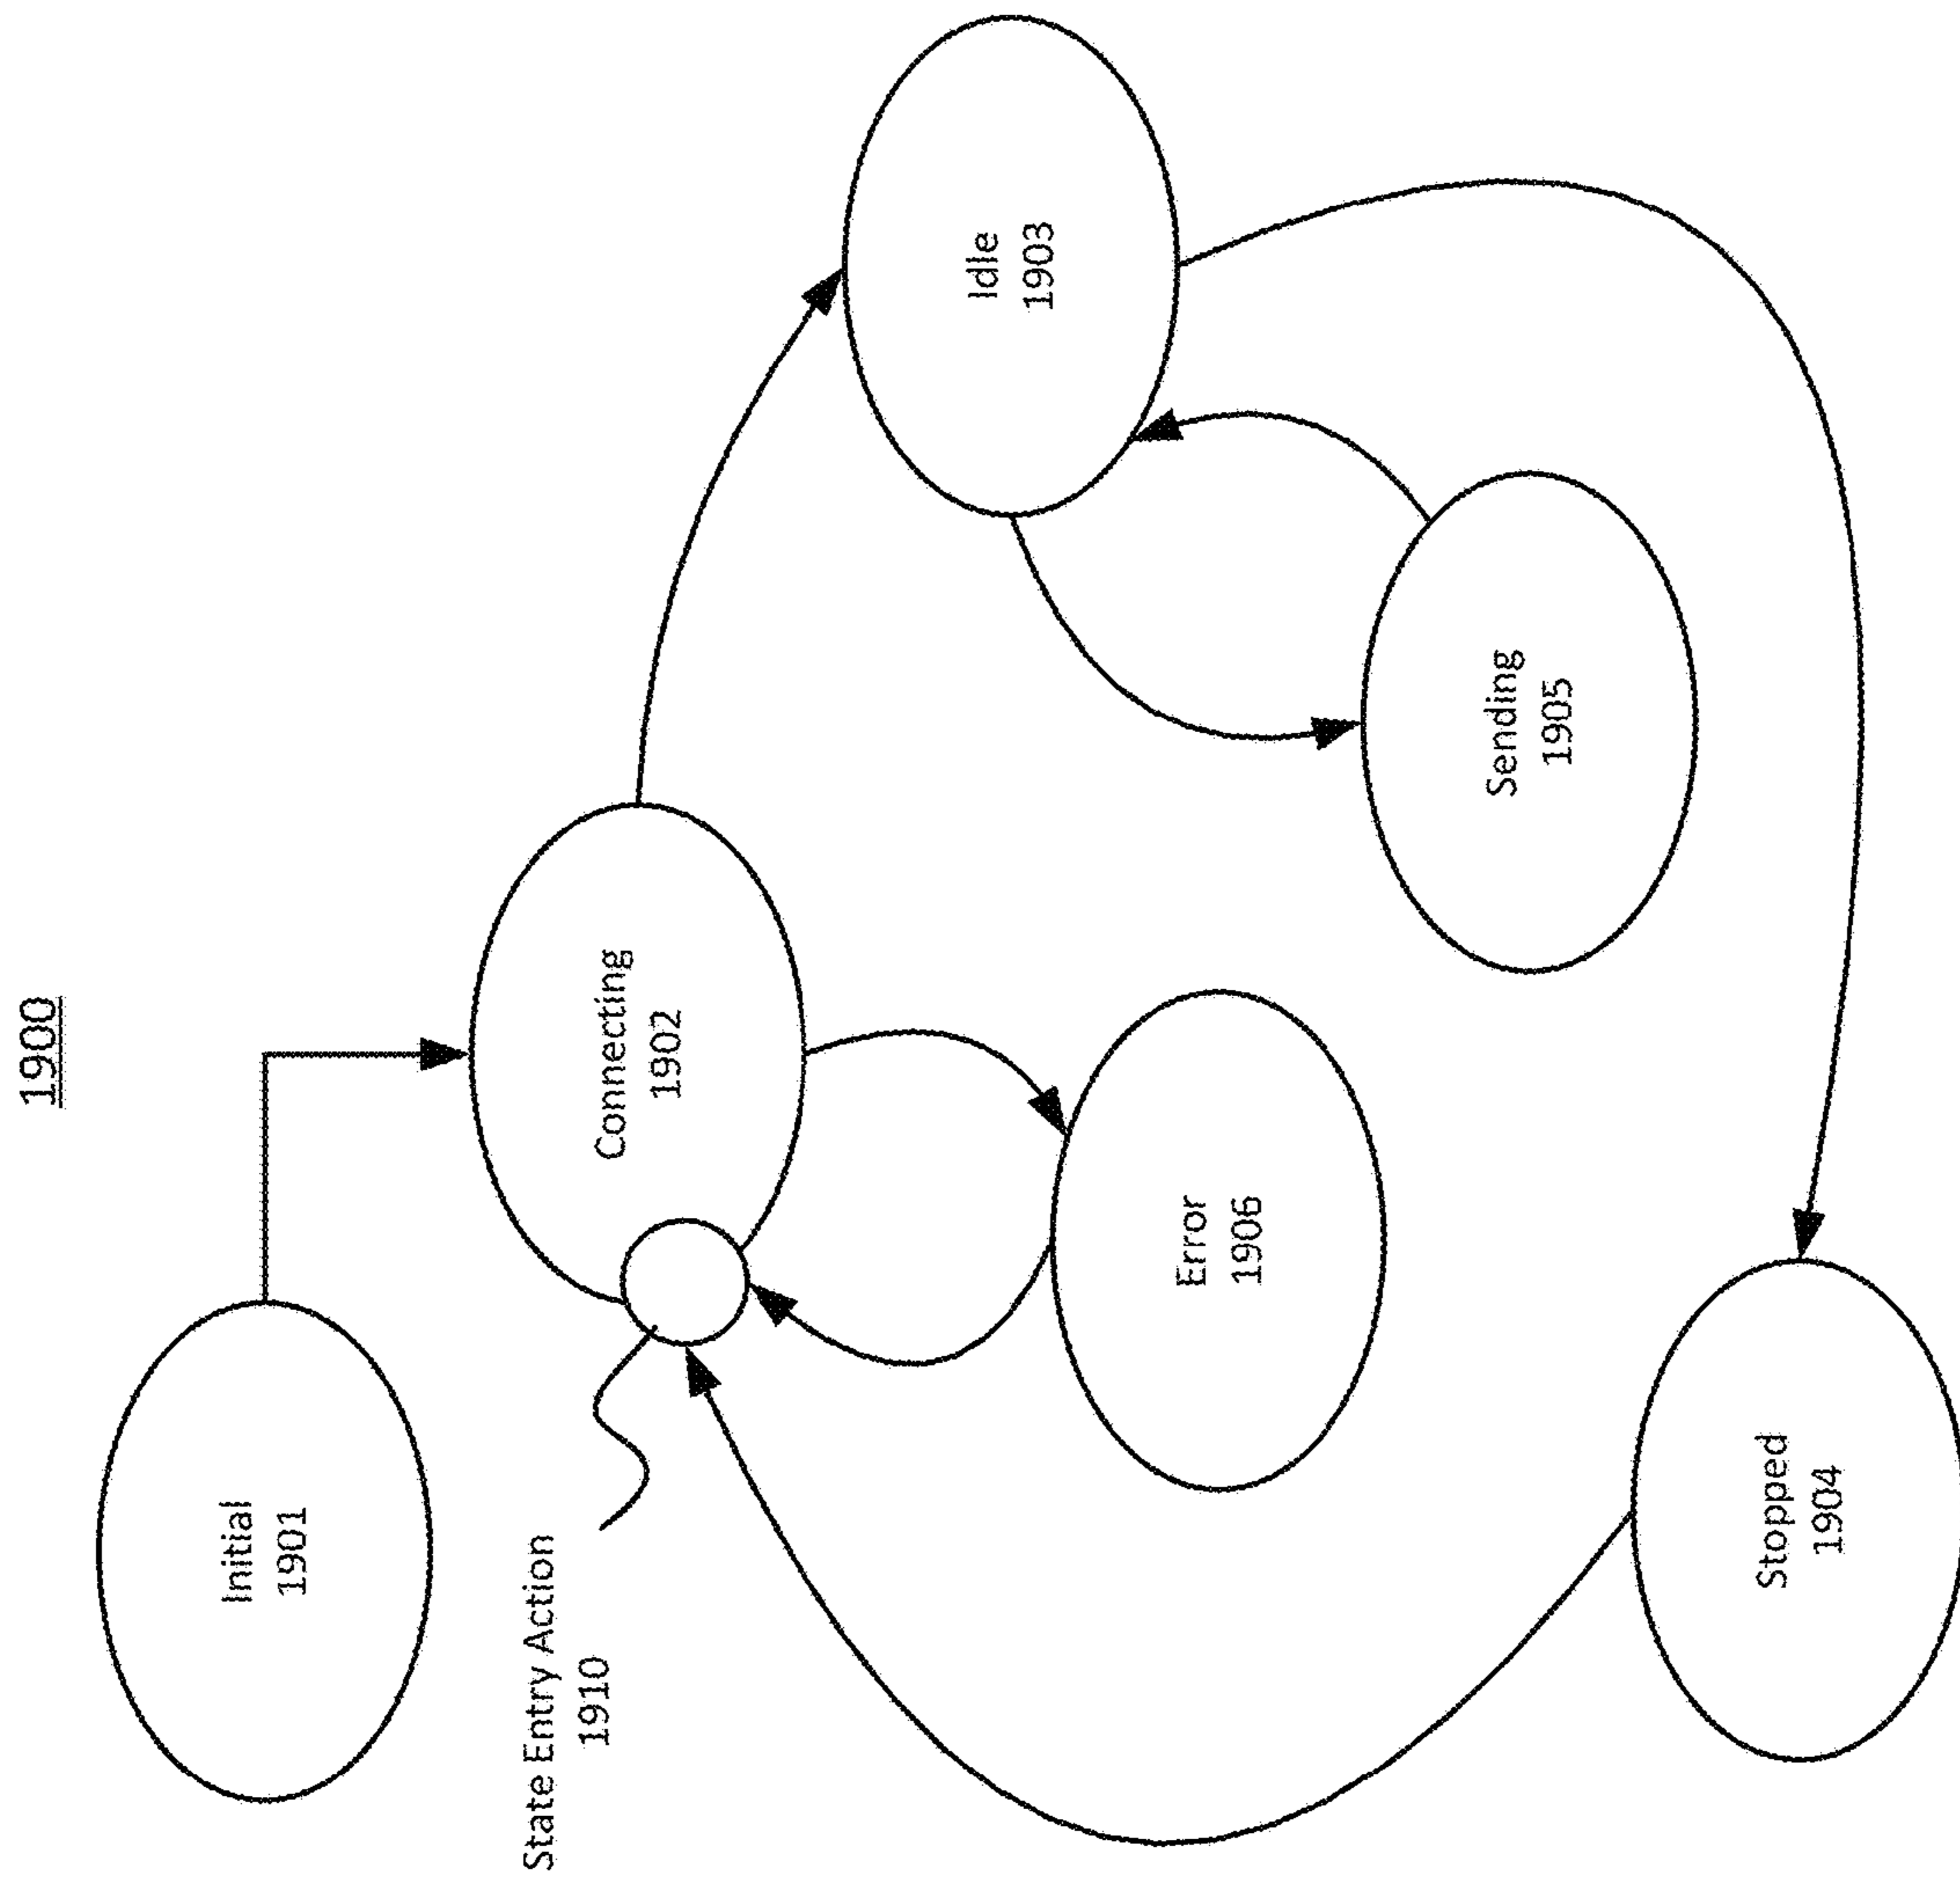 1900
Initial
1901
State Entry Action
1910
Connecting
1902
Error
1906
Stopped
1904
Idle
1903
Sending
1905